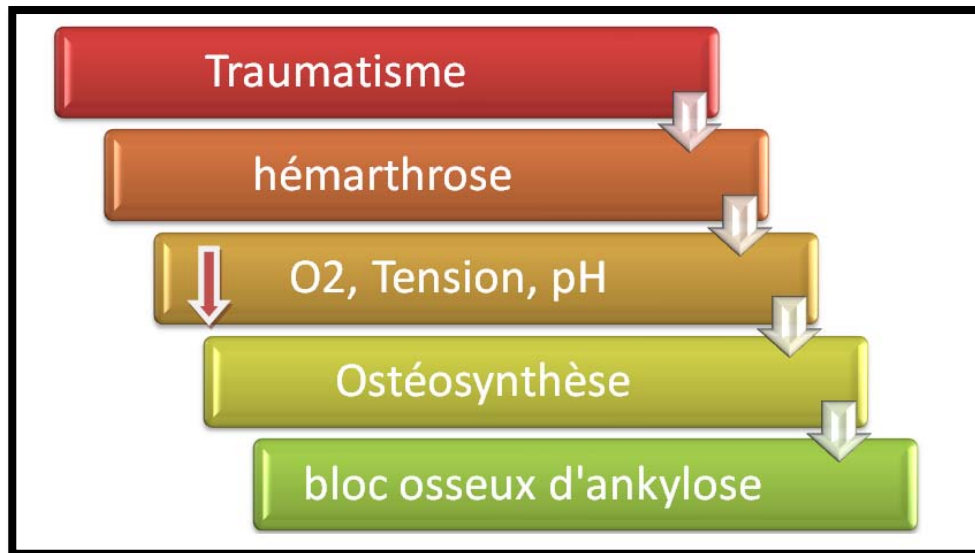 Traumatisme
hémarthrose
O2, Tension, pH
Ostéosynthèse
bloc osseux d'ankylose